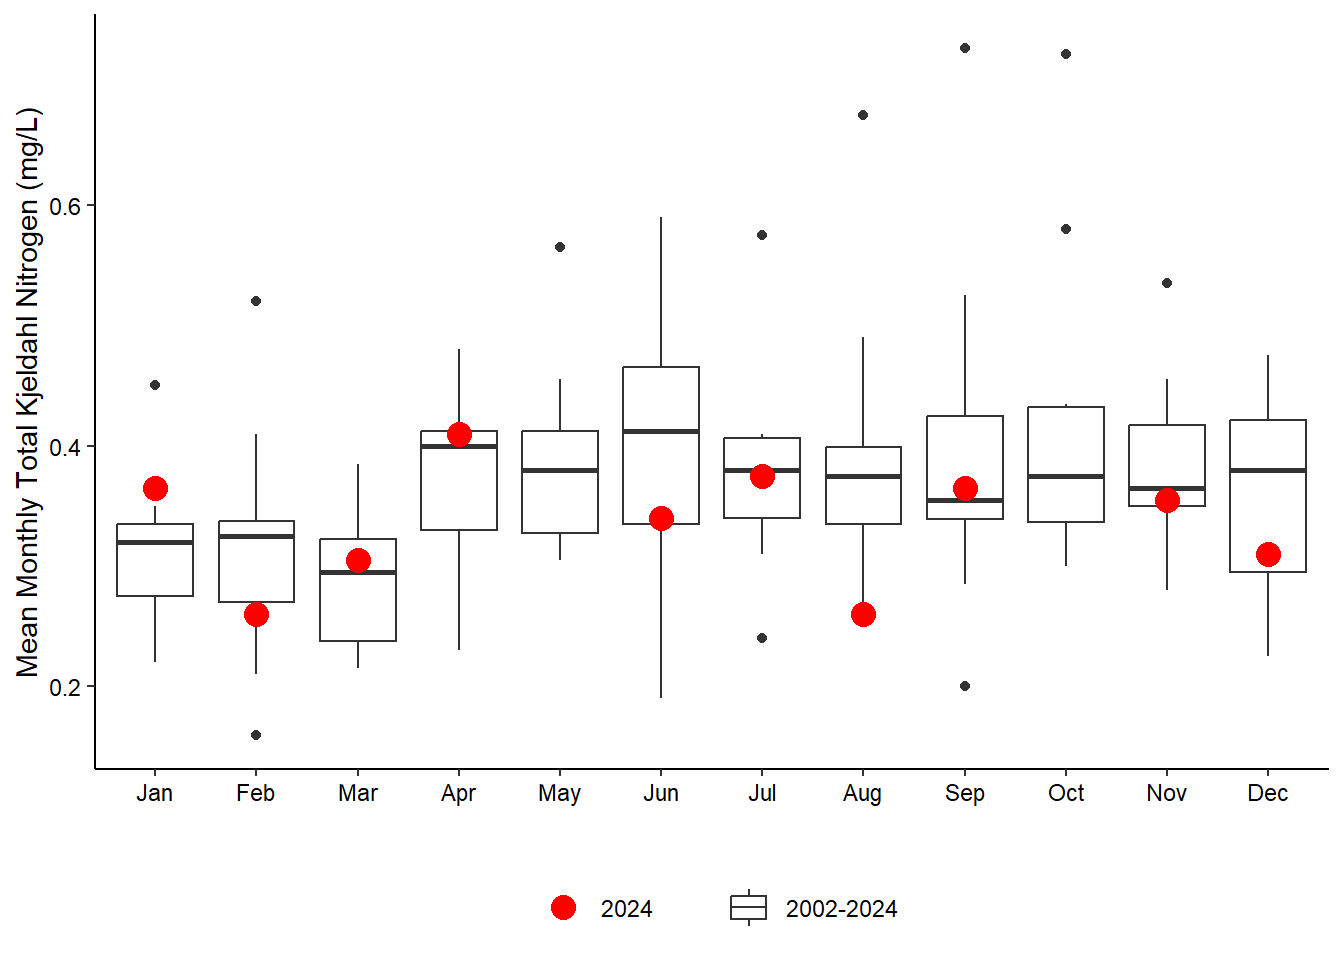 Mean Monthly Total Kjeldahl Nitrogen (mg/L)
0.6
0.4
0.2
Jan Feb Mar Apr May Jun Jul Aug Sep Oct Nov Dec
2024 2002-2024